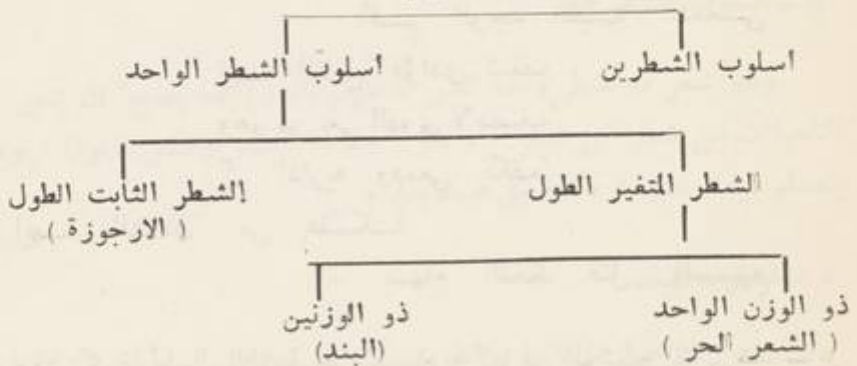 اسلوب الشطرين
اسلوب الشطر الواحد
الشطر المتغير الطول
الشطر الثابت الطول
( الارجوزة )
ذو الوزن الواحد
( الشعر الحر )
ذو الوزنين
(البند)